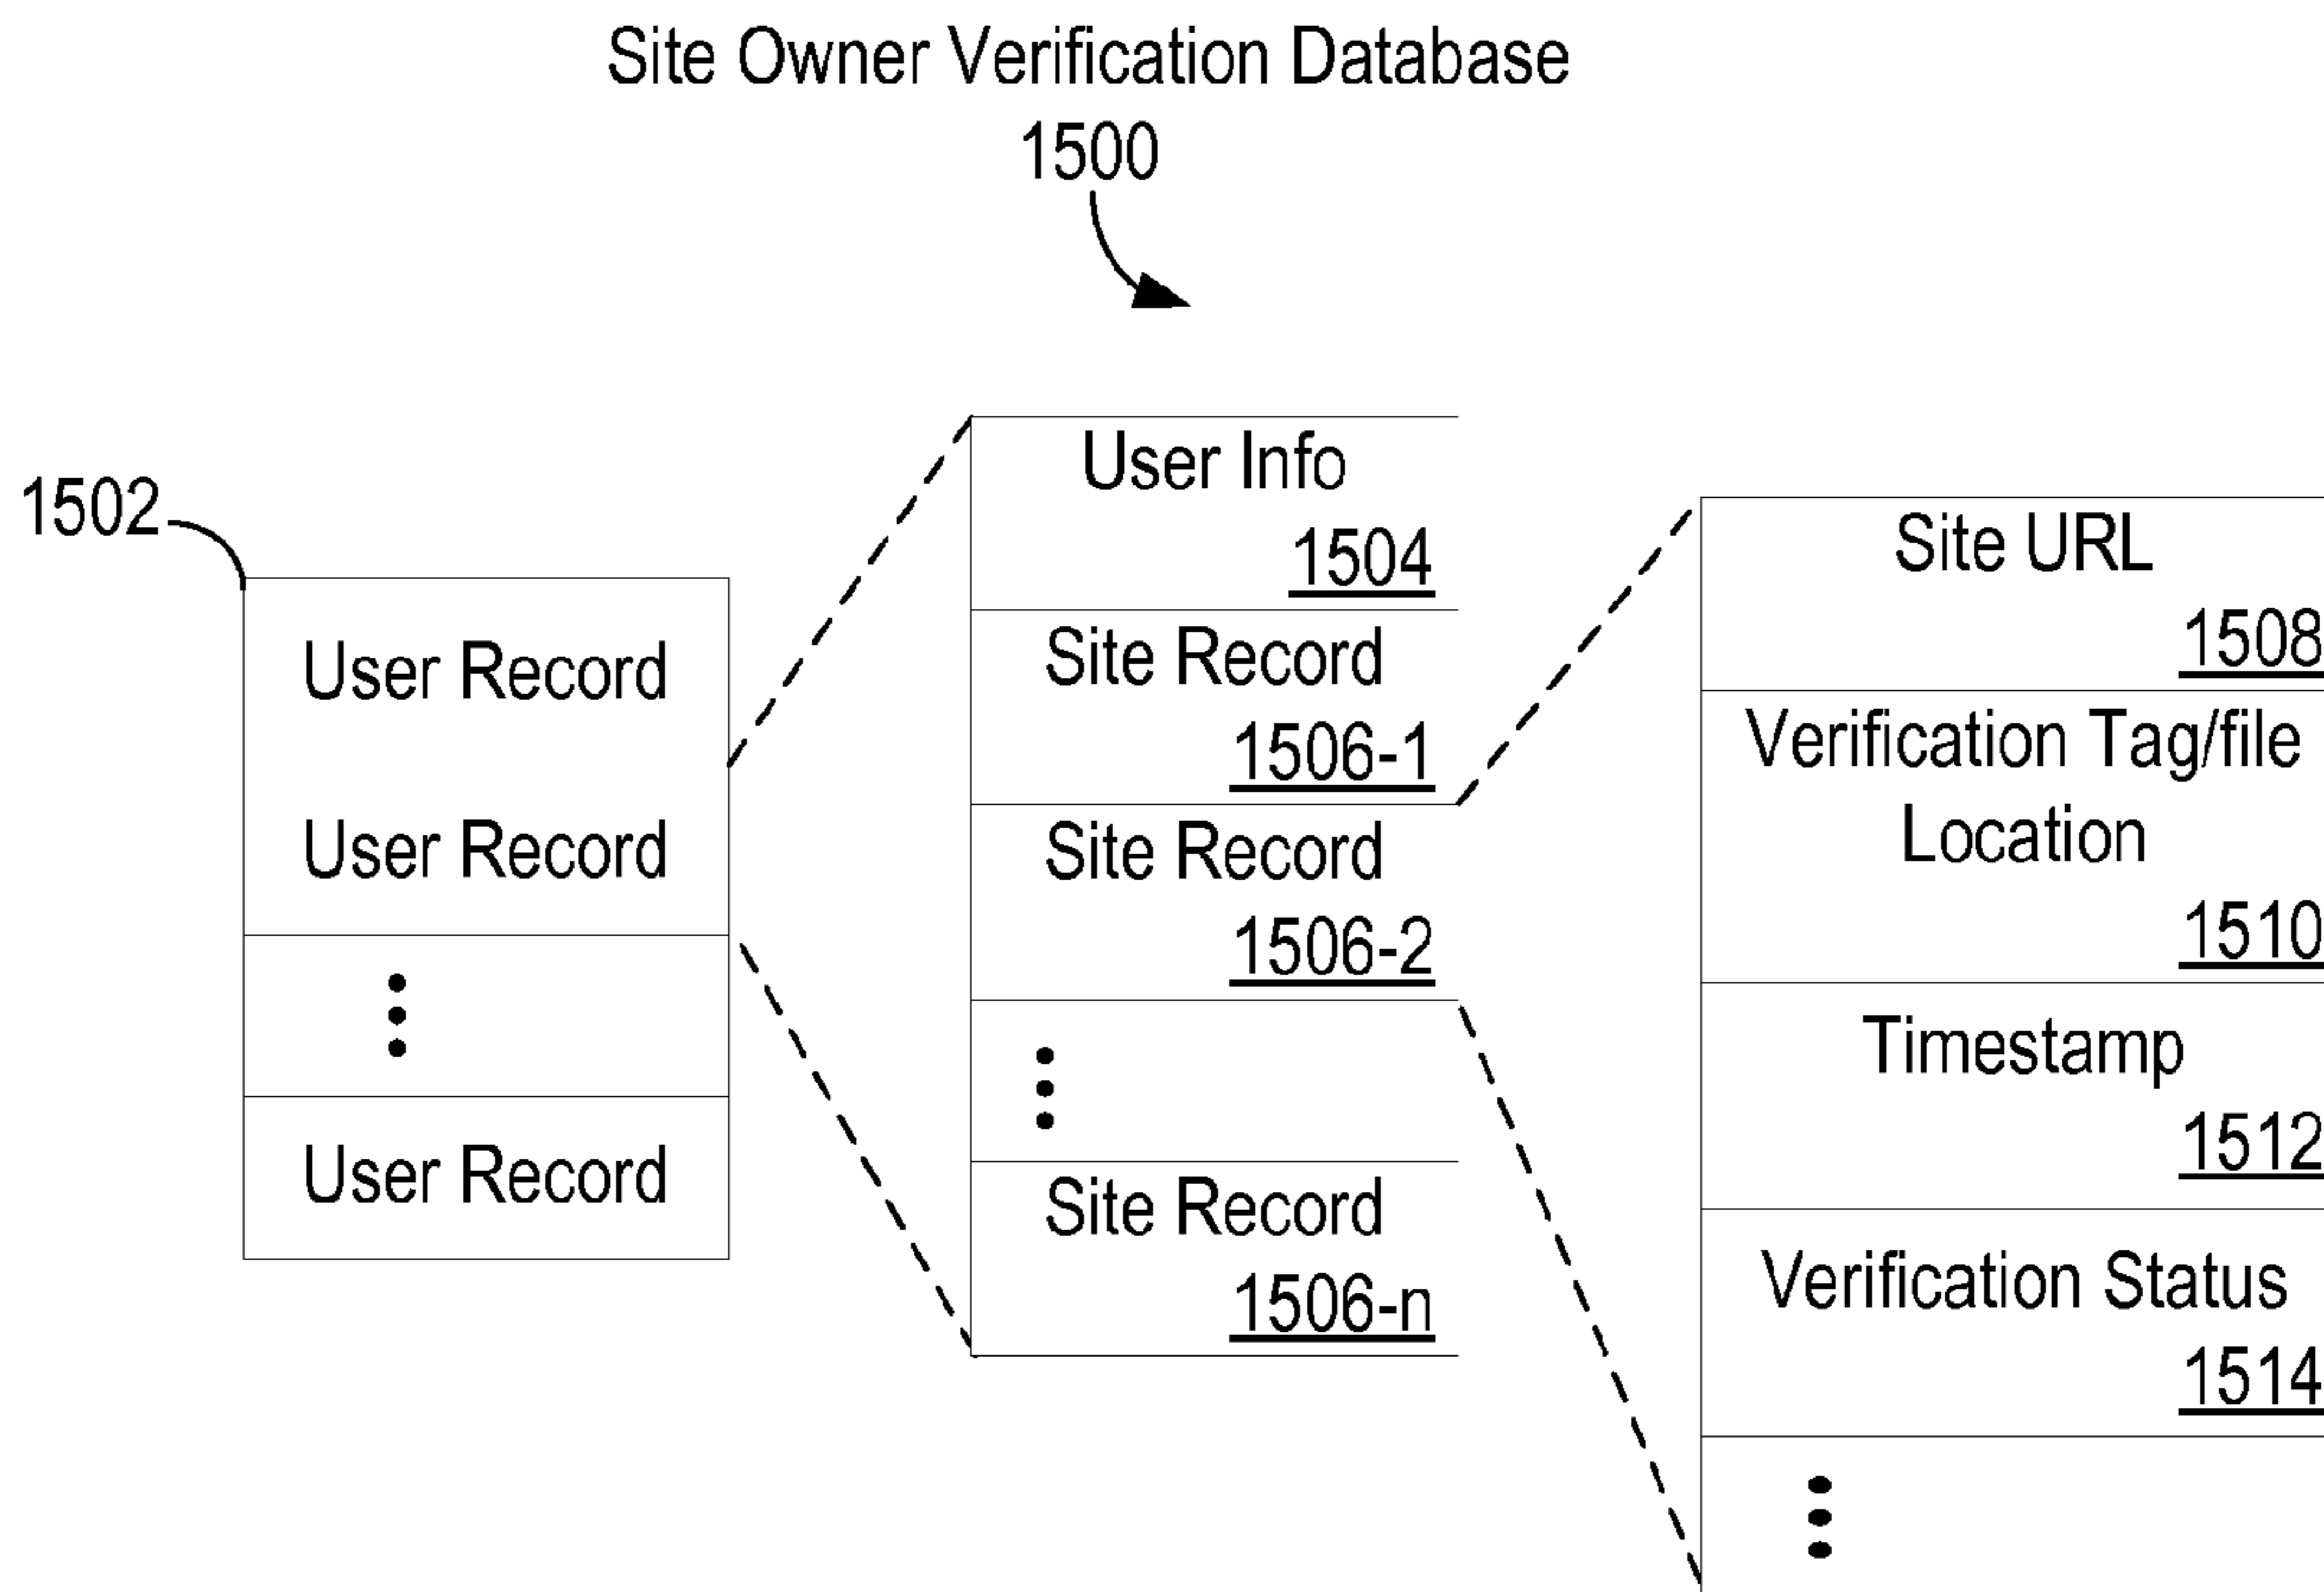 Site Owner Verification Database
1500
1502
User Record
User Record
User Record
User Info
1504
Site Record
1506-1
Site Record
1506-2
Site Record
1506-n
Site URL
1508
Verification Tag/file
Location
1510
Timestamp
1512
Verification Status
1514